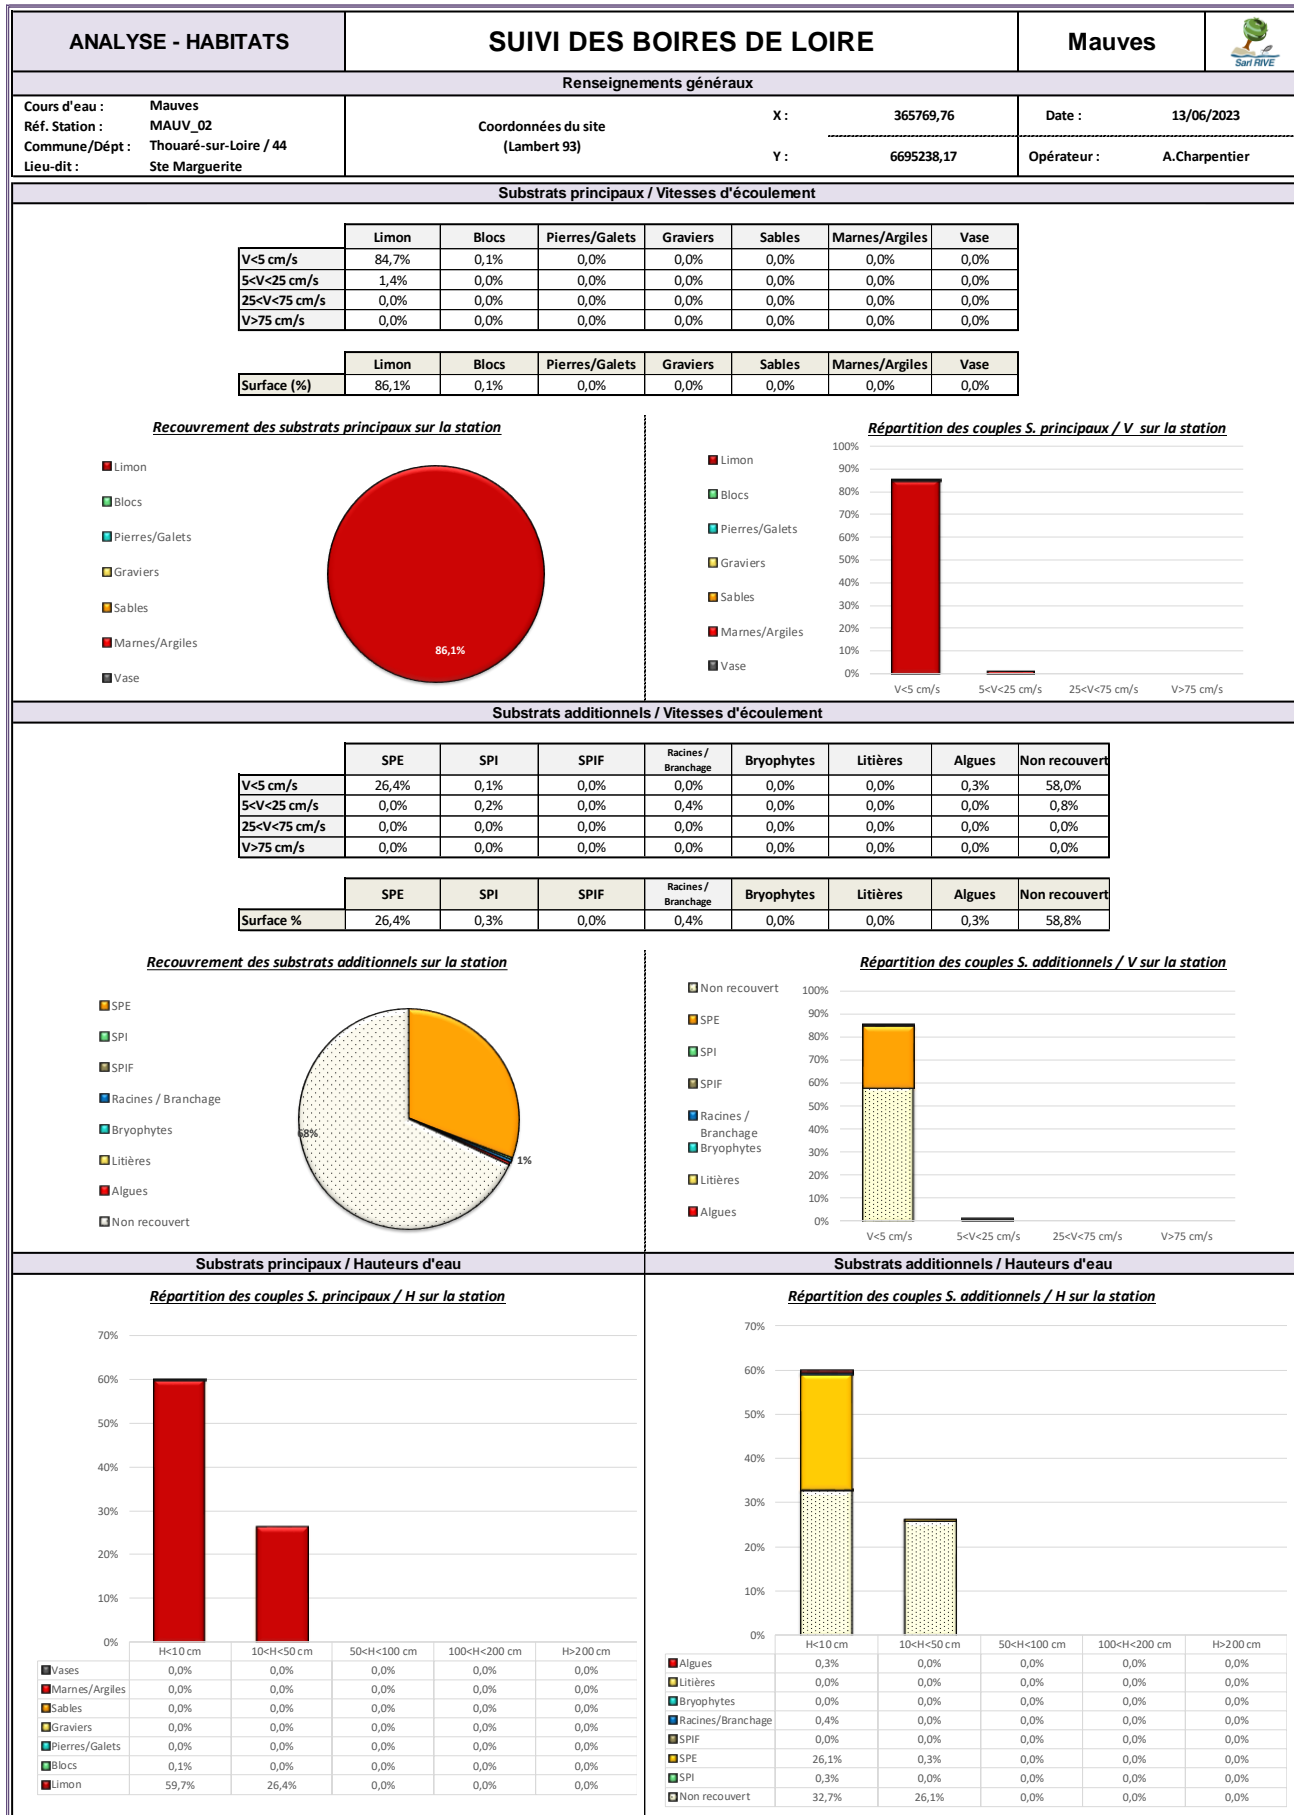 ANALYSE - HABITATS
SUIVI DES BOIRES DE LOIRE
Mauves
Sarl RIVE
Renseignements généraux
Cours d'eau : Mauves
Réf. Station : MAUV_02
Commune/Dépt : Thouaré-sur-Loire / 44
Lieu-dit : Ste Marguerite
Coordonnées du site
(Lambert 93)
X : 365769,76
Y : 6695238,17
Date : 13/06/2023
Opérateur : A.Charpentier
Substrats principaux / Vitesses d'écoulement
Limon Blocs Pierres/Galets Graviers Sables Marnes/Argiles Vase
V<5 cm/s 84,7% 0,1% 0,0% 0,0% 0,0% 0,0% 0,0%
5<V<25 cm/s 1,4% 0,0% 0,0% 0,0% 0,0% 0,0% 0,0%
25<V<75 cm/s 0,0% 0,0% 0,0% 0,0% 0,0% 0,0% 0,0%
V>75 cm/s 0,0% 0,0% 0,0% 0,0% 0,0% 0,0% 0,0%
Limon Blocs Pierres/Galets Graviers Sables Marnes/Argiles Vase
Surface (%) 86,1% 0,1% 0,0% 0,0% 0,0% 0,0% 0,0%
Recouvrement des substrats principaux sur la station
Limon
Blocs
Pierres/Galets
Graviers
Sables
Marnes/Argiles
Vase
86,1%
Répartition des couples S. principaux / V sur la station
Limon
Blocs
Pierres/Galets
Graviers
Sables
Marnes/Argiles
Vase
100%
90%
80%
70%
60%
50%
40%
30%
20%
10%
0%
V<5 cm/s 5<V<25 cm/s 25<V<75 cm/s V>75 cm/s
Substrats additionnels / Vitesses d'écoulement
SPE SPI SPIF Racines / Branchage Bryophytes Litières Algues Non recouvert
V<5 cm/s 26,4% 0,1% 0,0% 0,0% 0,0% 0,0% 0,3% 58,0%
5<V<25 cm/s 0,0% 0,2% 0,0% 0,4% 0,0% 0,0% 0,0% 0,8%
25<V<75 cm/s 0,0% 0,0% 0,0% 0,0% 0,0% 0,0% 0,0% 0,0%
V>75 cm/s 0,0% 0,0% 0,0% 0,0% 0,0% 0,0% 0,0% 0,0%
SPE SPI SPIF Racines / Branchage Bryophytes Litières Algues Non recouvert
Surface % 26,4% 0,3% 0,0% 0,4% 0,0% 0,0% 0,3% 58,8%
Recouvrement des substrats additionnels sur la station
SPE
SPI
SPIF
Racines / Branchage
Bryophytes
Litières
Algues
Non recouvert
68%
1%
Répartition des couples S. additionnels / V sur la station
Non recouvert
SPE
SPI
SPIF
Racines /
Branchage
Bryophytes
Litières
Algues
100%
90%
80%
70%
60%
50%
40%
30%
20%
10%
0%
V<5 cm/s 5<V<25 cm/s 25<V<75 cm/s V>75 cm/s
Substrats principaux / Hauteurs d'eau
Répartition des couples S. principaux / H sur la station
70%
60%
50%
40%
30%
20%
10%
0%
H<10 cm 10<H<50 cm 50<H<100 cm 100<H<200 cm H>200 cm
Vases 0,0% 0,0% 0,0% 0,0% 0,0%
Marnes/Argiles 0,0% 0,0% 0,0% 0,0% 0,0%
Sables 0,0% 0,0% 0,0% 0,0% 0,0%
Graviers 0,0% 0,0% 0,0% 0,0% 0,0%
Pierres/Galets 0,0% 0,0% 0,0% 0,0% 0,0%
Blocs 0,1% 0,0% 0,0% 0,0% 0,0%
Limon 59,7% 26,4% 0,0% 0,0% 0,0%
Substrats additionnels / Hauteurs d'eau
Répartition des couples S. additionnels / H sur la station
70%
60%
50%
40%
30%
20%
10%
0%
H<10 cm 10<H<50 cm 50<H<100 cm 100<H<200 cm H>200 cm
Algues 0,3% 0,0% 0,0% 0,0% 0,0%
Litières 0,0% 0,0% 0,0% 0,0% 0,0%
Bryophytes 0,0% 0,0% 0,0% 0,0% 0,0%
Racines/Branchage 0,4% 0,0% 0,0% 0,0% 0,0%
SPIF 0,0% 0,0% 0,0% 0,0% 0,0%
SPE 26,1% 0,3% 0,0% 0,0% 0,0%
SPI 0,3% 0,0% 0,0% 0,0% 0,0%
Non recouvert 32,7% 26,1% 0,0% 0,0% 0,0%